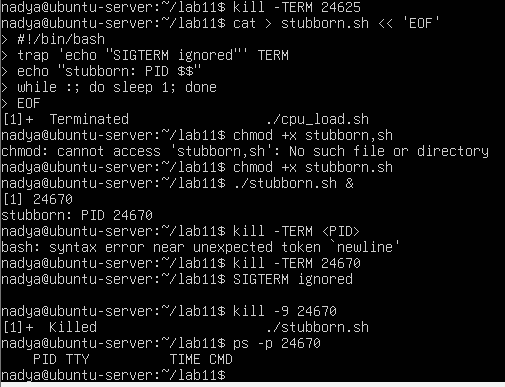 nadya@ubuntu-server:~/lab11$ kill -TERM 24625
nadya@ubuntu-server:~/lab11$ cat > stubborn.sh << 'EOF'
> #!/bin/bash
> trap 'echo "SIGTERM ignored"' TERM
> echo "stubborn: PID $$"
> while :; do sleep 1; done
> EOF
[1]+  Terminated              ./cpu_load.sh
nadya@ubuntu-server:~/lab11$ chmod +x stubborn,sh
chmod: cannot access 'stubborn,sh': No such file or directory
nadya@ubuntu-server:~/lab11$ chmod +x stubborn.sh
nadya@ubuntu-server:~/lab11$ ./stubborn.sh &
[1] 24670
stubborn: PID 24670
nadya@ubuntu-server:~/lab11$ kill -TERM <PID>
bash: syntax error near unexpected token `newline'
nadya@ubuntu-server:~/lab11$ kill -TERM 24670
nadya@ubuntu-server:~/lab11$ SIGTERM ignored
nadya@ubuntu-server:~/lab11$ kill -9 24670
[1]+  Killed                  ./stubborn.sh
nadya@ubuntu-server:~/lab11$ ps -p 24670
    PID TTY          TIME CMD
nadya@ubuntu-server:~/lab11$